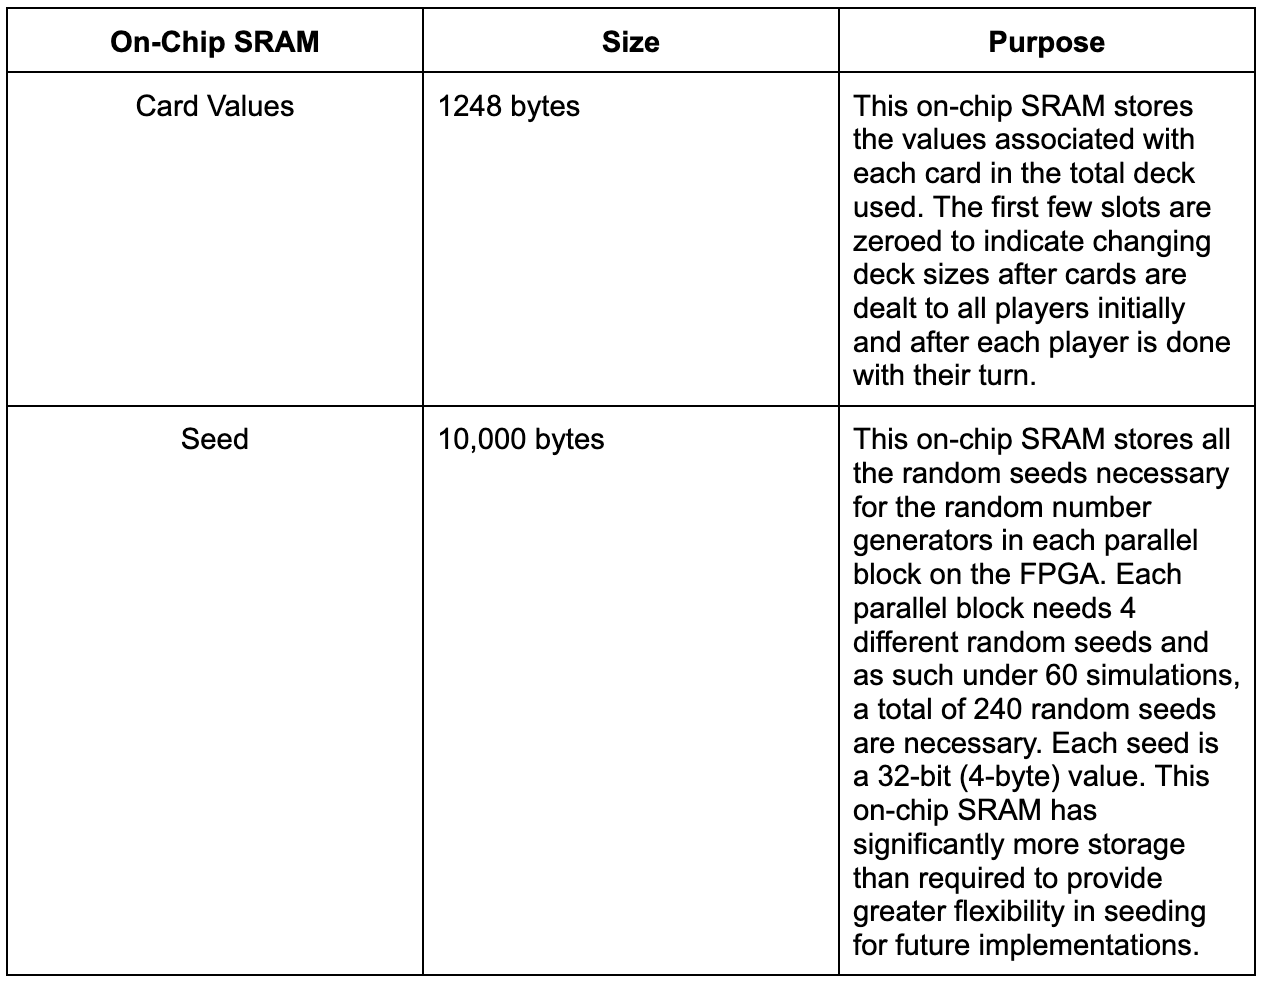 On-Chip SRAM
Size
Purpose
Card Values
1248 bytes
This on-chip SRAM stores
the values associated with
each card in the total deck
used. The first few slots are
zeroed to indicate changing
deck sizes after cards are
dealt to all players initially
and after each player is done
with their turn.
Seed
10,000 bytes
This on-chip SRAM stores all
the random seeds necessary
for the random number
generators in each parallel
block on the FPGA. Each
parallel block needs 4
different random seeds and
as such under 60 simulations,
a total of 240 random seeds
are necessary. Each seed is
a 32-bit (4-byte) value. This
on-chip SRAM has
significantly more storage
than required to provide
greater flexibility in seeding
for future implementations.